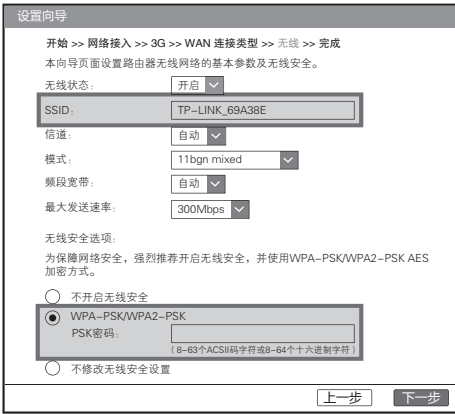 设置向导
开始 >> 网络接入 >> 3G >> WAN 连接类型 >> 无线 >> 完成
本向导页面设置路由器无线网络的基本参数及无线安全。
无线状态: 开启
SSID: TP-LINK_69A38E
信道: 自动
模式: 11bgn mixed
频段宽带: 自动
最大发送速率: 300Mbps
无线安全选项:
为保障网络安全，强烈推荐开启无线安全，并使用WPA-PSK/WPA2-PSK AES
加密方式。
不开启无线安全
WPA-PSK/WPA2-PSK
PSK密码:
(8-63个ACSII码字符或8-64个十六进制字符)
不修改无线安全设置
上一步 下一步